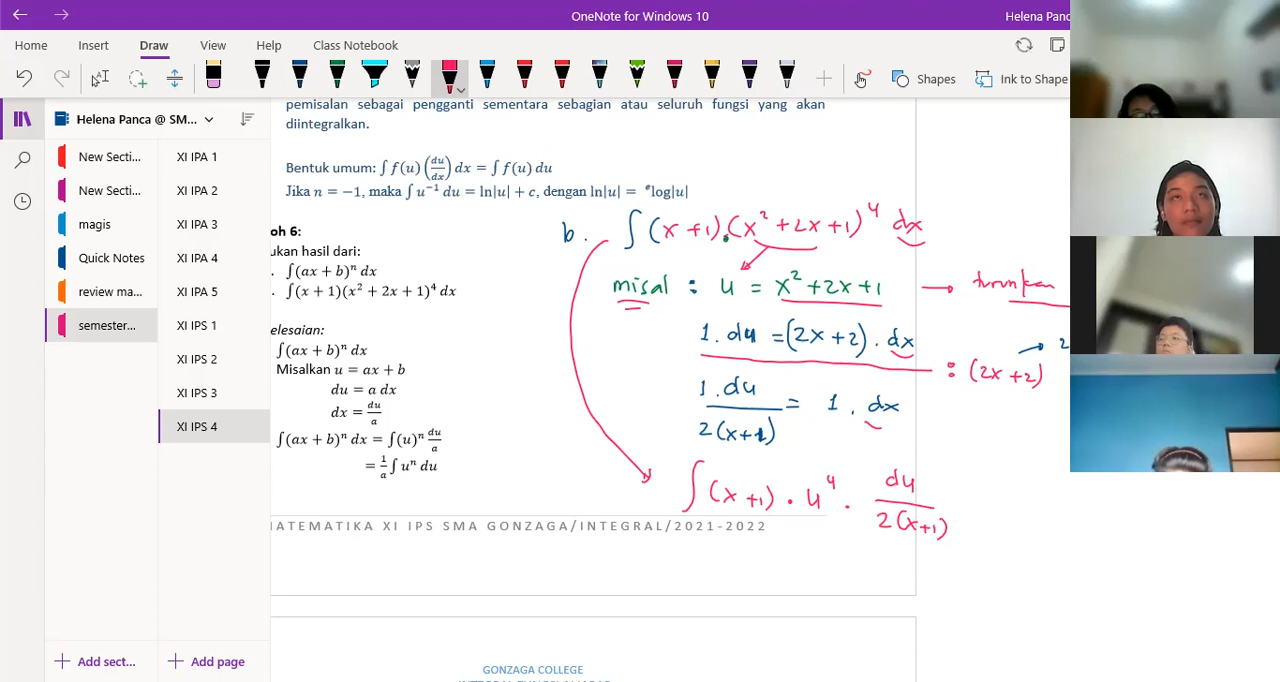 OneNote for Windows 10
Helena Panca
Home Insert Draw View Help Class Notebook
Shapes Ink to Shape
Helena Panca @ SM...
New Secti...
New Secti...
magis
Quick Notes
review ma...
semester...
XI IPA 1
XI IPA 2
XI IPA 3
XI IPA 4
XI IPA 5
XI IPS 1
XI IPS 2
XI IPS 3
XI IPS 4
Add sect...
Add page
pemisalan sebagai pengganti sementara sebagian atau seluruh fungsi yang akan
diintegralkan.
Bentuk umum: ∫ f(u) (du/dx) dx = ∫ f(u) du
Jika n = −1, maka ∫ u⁻¹ du = ln|u| + c, dengan ln|u| = ᵉlog|u|
oh 6:
ukan hasil dari:
. ∫(ax + b)ⁿ dx
. ∫(x + 1)(x² + 2x + 1)⁴ dx
elesaian:
∫(ax + b)ⁿ dx
Misalkan u = ax + b
du = a dx
dx = du/a
∫(ax + b)ⁿ dx = ∫(u)ⁿ du/a
= 1/a ∫ uⁿ du
b. ∫ (x+1).(x² + 2x + 1)⁴ dx
misal : u = x² + 2x + 1 → turunkan
1. du = (2x + 2). dx
: (2x + 2) → 2
1. du / 2(x+1) = 1. dx
∫ (x+1) . u⁴ . du / 2(x+1)
ATEMATIKA XI IPS SMA GONZAGA/INTEGRAL/2021-2022
GONZAGA COLLEGE